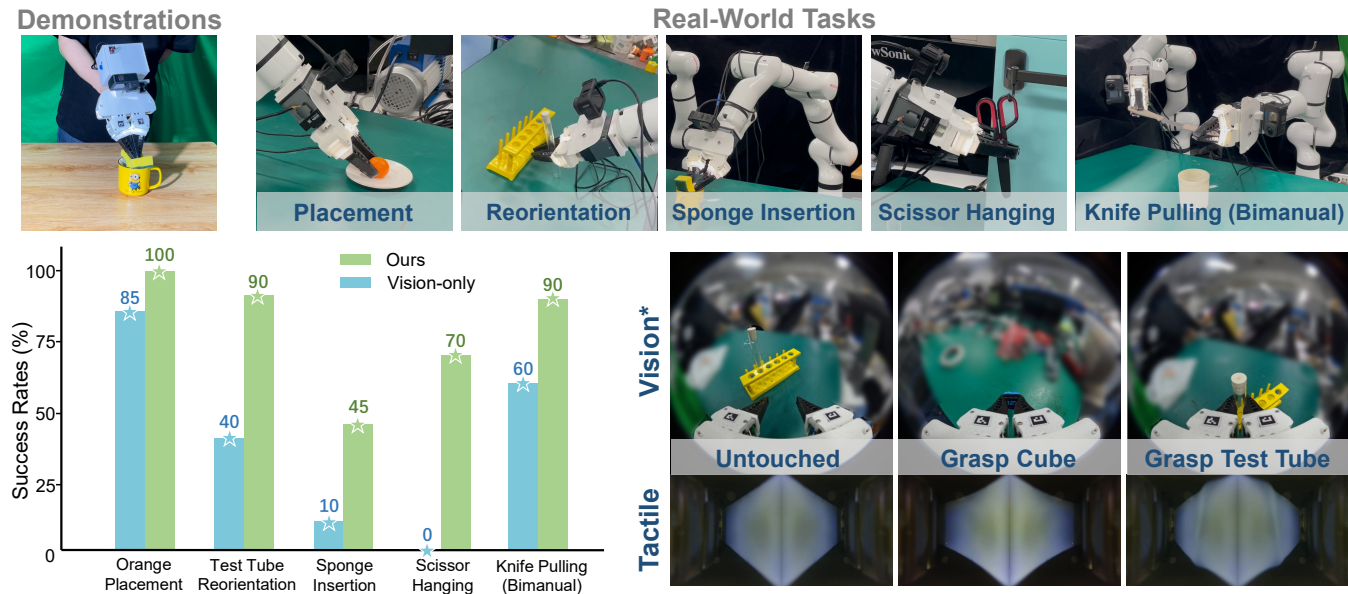 Demonstrations
Real-World Tasks
Placement
Reorientation
Sponge Insertion
ewSonic
Scissor Hanging
Knife Pulling (Bimanual)
Success Rates (%)
100
75
50
25
0
Ours
Vision-only
85
100
40
90
10
45
0
70
60
90
Orange
Placement
Test Tube
Reorientation
Sponge
Insertion
Scissor
Hanging
Knife Pulling
(Bimanual)
Vision*
Untouched
Grasp Cube
Grasp Test Tube
Tactile